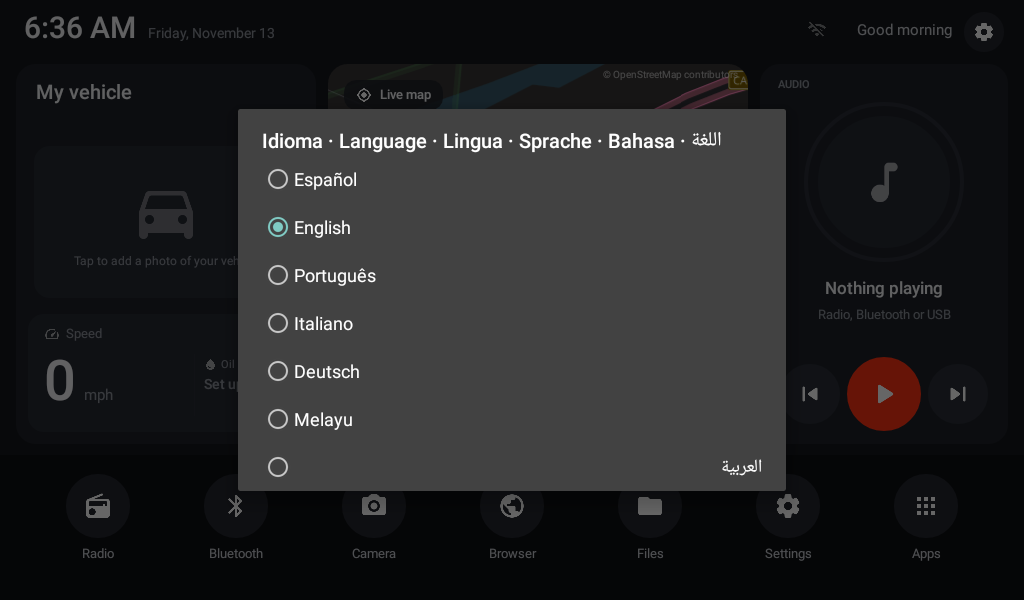 6:36 AM
Friday, November 13
Good morning
My vehicle
Live map
© OpenStreetMap contributors
CA
AUDIO
Idioma · Language · Lingua · Sprache · Bahasa · اللغة
Español
English
Português
Italiano
Deutsch
Melayu
العربية
Tap to add a photo of your veh
Speed
0 mph
Oil
Set up
Nothing playing
Radio, Bluetooth or USB
Radio
Bluetooth
Camera
Browser
Files
Settings
Apps